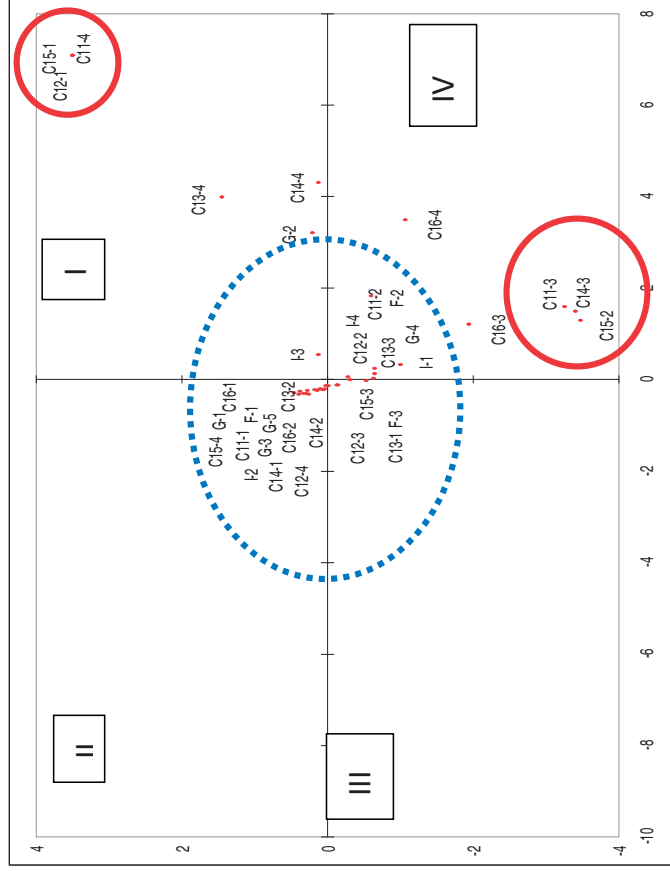 4
C15-1
C12-1
I
II
C11-4
2
C13-4
C15-4
G-1
C16-1
C11-1
I-2
F-1
G-3
G-5
C14-1
C16-2
C13-2
G-2
C12-4
I-3
C14-4
C14-2
0
I-4
C12-3
C12-2
III
C15-3
C11-2
C13-3
C13-1
F-3
F-2
G-4
I-1
C16-4
IV
-2
C16-3
C11-3
C14-3
C15-2
-4
-10 -8 -6 -4 -2 0 2 4 6 8